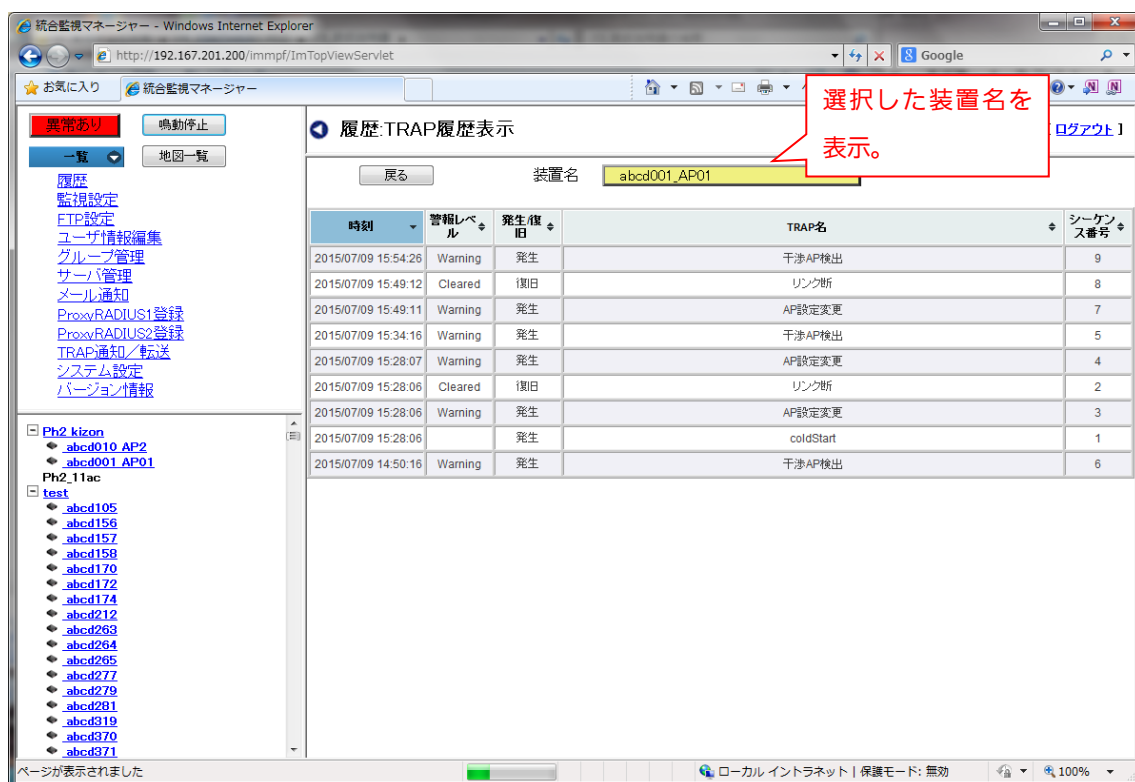 統合監視マネージャー - Windows Internet Explorer
http://192.167.201.200/immpf/ImTopViewServlet
Google
お気に入り
統合監視マネージャー
選択した装置名を
表示。
異常あり
鳴動停止
一覧
地図一覧
履歴
監視設定
FTP設定
ユーザ情報編集
グループ管理
サーバ管理
メール通知
ProxyRADIUS1登録
ProxyRADIUS2登録
TRAP通知／転送
システム設定
バージョン情報
Ph2 kizon
abcd010 AP2
abcd001 AP01
Ph2_11ac
test
abcd105
abcd156
abcd157
abcd158
abcd170
abcd172
abcd174
abcd212
abcd263
abcd264
abcd265
abcd277
abcd279
abcd281
abcd319
abcd370
abcd371
履歴:TRAP履歴表示
[ ログアウト ]
戻る 装置名 abcd001_AP01
時刻 警報レベル 発生/復旧 TRAP名 シーケンス番号
2015/07/09 15:54:26 Warning 発生 干渉AP検出 9
2015/07/09 15:49:12 Cleared 復旧 リンク断 8
2015/07/09 15:49:11 Warning 発生 AP設定変更 7
2015/07/09 15:34:16 Warning 発生 干渉AP検出 5
2015/07/09 15:28:07 Warning 発生 AP設定変更 4
2015/07/09 15:28:06 Cleared 復旧 リンク断 2
2015/07/09 15:28:06 Warning 発生 AP設定変更 3
2015/07/09 15:28:06 発生 coldStart 1
2015/07/09 14:50:16 Warning 発生 干渉AP検出 6
ページが表示されました
ローカル イントラネット | 保護モード: 無効
100%